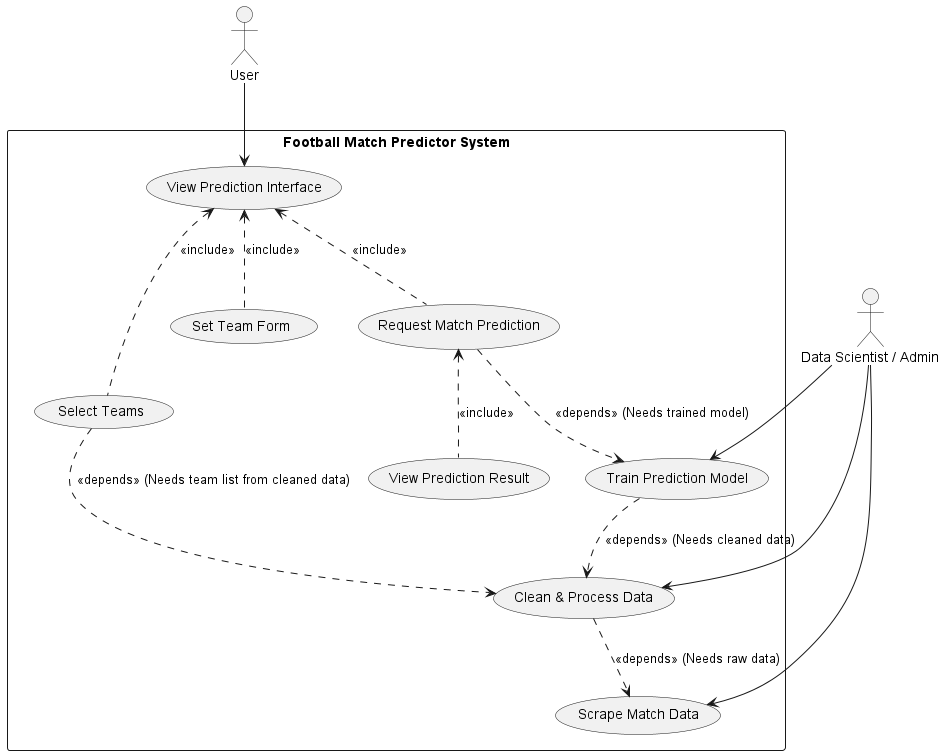 User
Football Match Predictor System
View Prediction Interface
«include»
«include»
«include»
Set Team Form
Request Match Prediction
Data Scientist / Admin
Select Teams
«include»
«depends» (Needs trained model)
«depends» (Needs team list from cleaned data)
View Prediction Result
Train Prediction Model
«depends» (Needs cleaned data)
Clean & Process Data
«depends» (Needs raw data)
Scrape Match Data